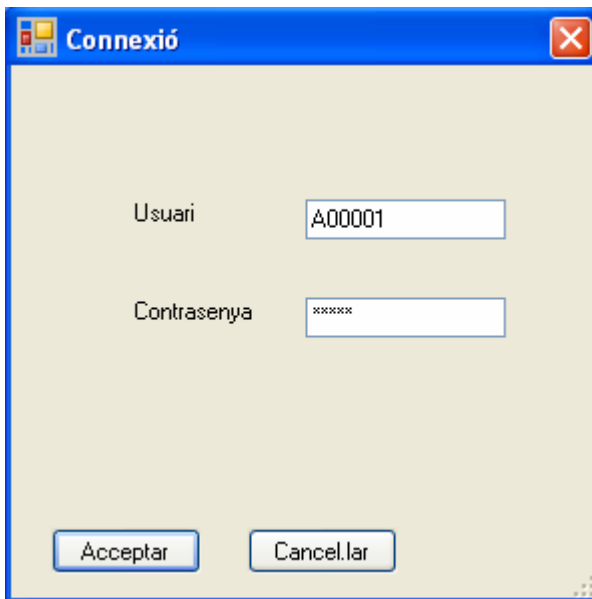 Connexió
Usuari A00001
Contrasenya *****
Acceptar Cancel.lar